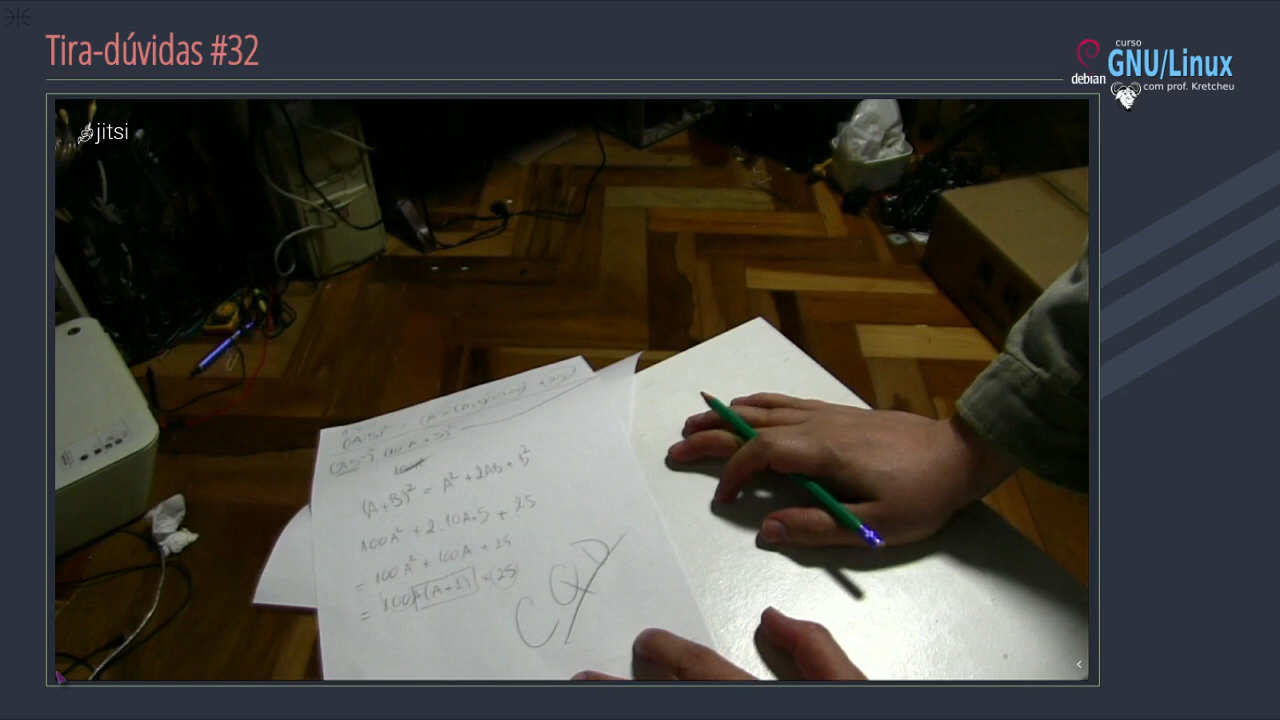 Tira-dúvidas #32
curso
GNU/Linux
debian
com prof. Kretcheu
jitsi
(A+B)² = A² + 2AB + B²
100A² + 2.10A.5 + 25
= 100A² + 100A + 25
= 100A(A+1) + 25
CQD